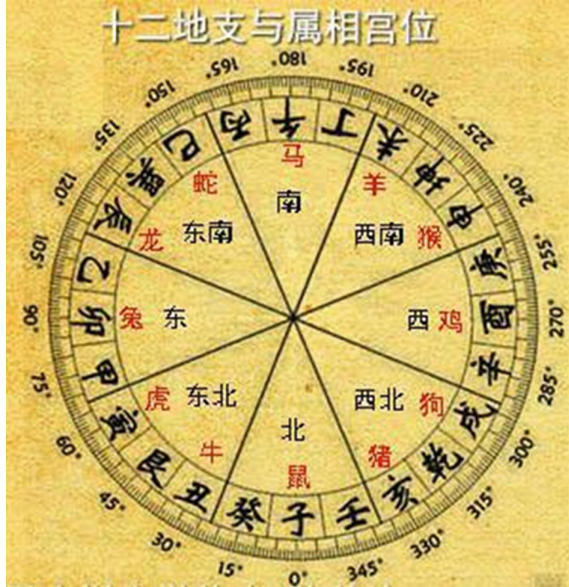 十二地支与属相宫位
180°
195°
210°
225°
240°
255°
270°
285°
300°
315°
330°
345°
0°
15°
30°
45°
60°
75°
90°
105°
120°
135°
150°
165°
午
丁
未
坤
申
庚
酉
辛
戌
乾
亥
壬
子
癸
丑
艮
寅
甲
卯
乙
辰
巽
巳
丙
马
南
羊
西南 猴
西 鸡
西北 狗
猪
北
鼠
牛
虎 东北
兔 东
龙 东南
蛇